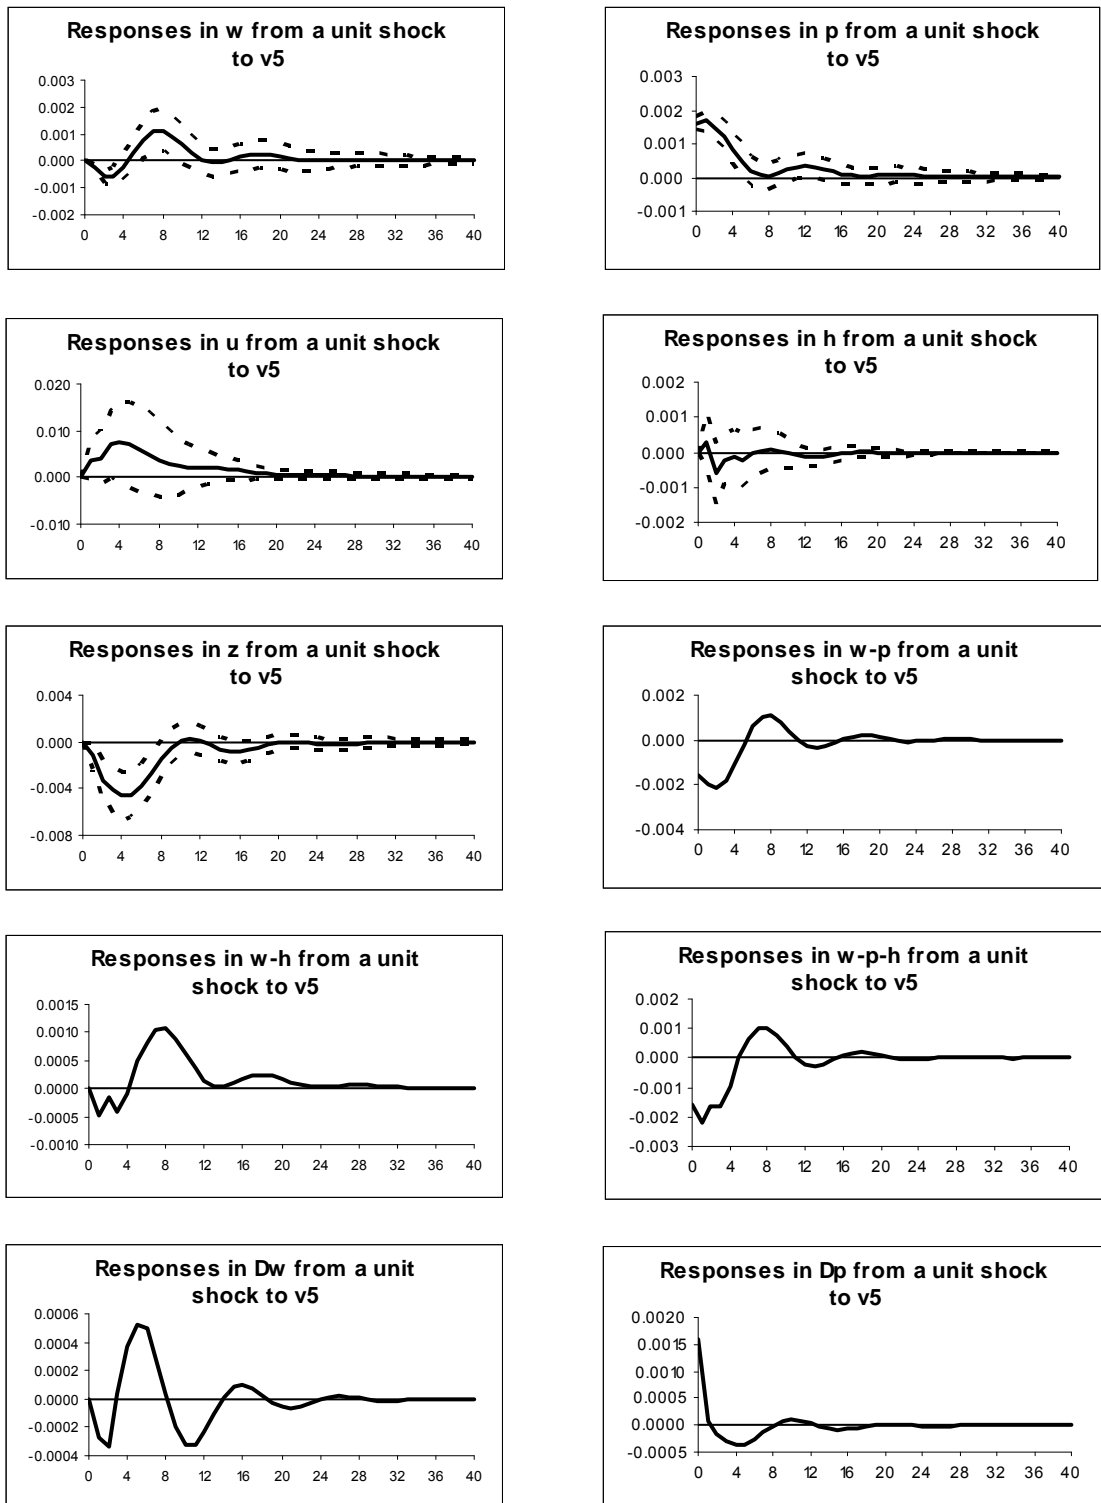 Responses in w from a unit shock
to v5
0.003
0.002
0.001
0.000
-0.001
-0.002
0 4 8 12 16 20 24 28 32 36 40
Responses in p from a unit shock
to v5
0.003
0.002
0.001
0.000
-0.001
0 4 8 12 16 20 24 28 32 36 40
Responses in u from a unit shock
to v5
0.020
0.010
0.000
-0.010
0 4 8 12 16 20 24 28 32 36 40
Responses in h from a unit shock
to v5
0.002
0.001
0.000
-0.001
-0.002
0 4 8 12 16 20 24 28 32 36 40
Responses in z from a unit shock
to v5
0.004
0.000
-0.004
-0.008
0 4 8 12 16 20 24 28 32 36 40
Responses in w-p from a unit
shock to v5
0.002
0.000
-0.002
-0.004
0 4 8 12 16 20 24 28 32 36 40
Responses in w-h from a unit
shock to v5
0.0015
0.0010
0.0005
0.0000
-0.0005
-0.0010
0 4 8 12 16 20 24 28 32 36 40
Responses in w-p-h from a unit
shock to v5
0.002
0.001
0.000
-0.001
-0.002
-0.003
0 4 8 12 16 20 24 28 32 36 40
Responses in Dw from a unit
shock to v5
0.0006
0.0004
0.0002
0.0000
-0.0002
-0.0004
0 4 8 12 16 20 24 28 32 36 40
Responses in Dp from a unit shock
to v5
0.0020
0.0015
0.0010
0.0005
0.0000
-0.0005
0 4 8 12 16 20 24 28 32 36 40